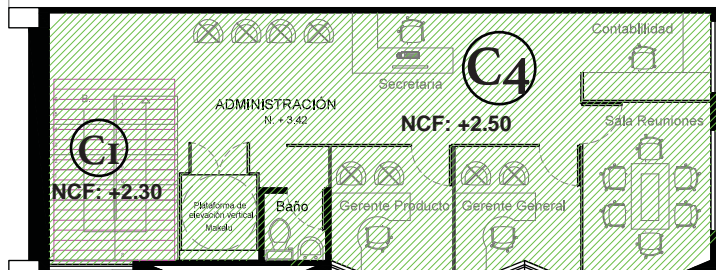 Contabilidad
Secretaria
C4
ADMINISTRACIÓN
N. + 3.42
NCF: +2.50
Sala Reuniones
C1
NCF: +2.30
Plataforma de
elevación vertical
Makalu
Baño
Gerente Producto
Gerente General
B.